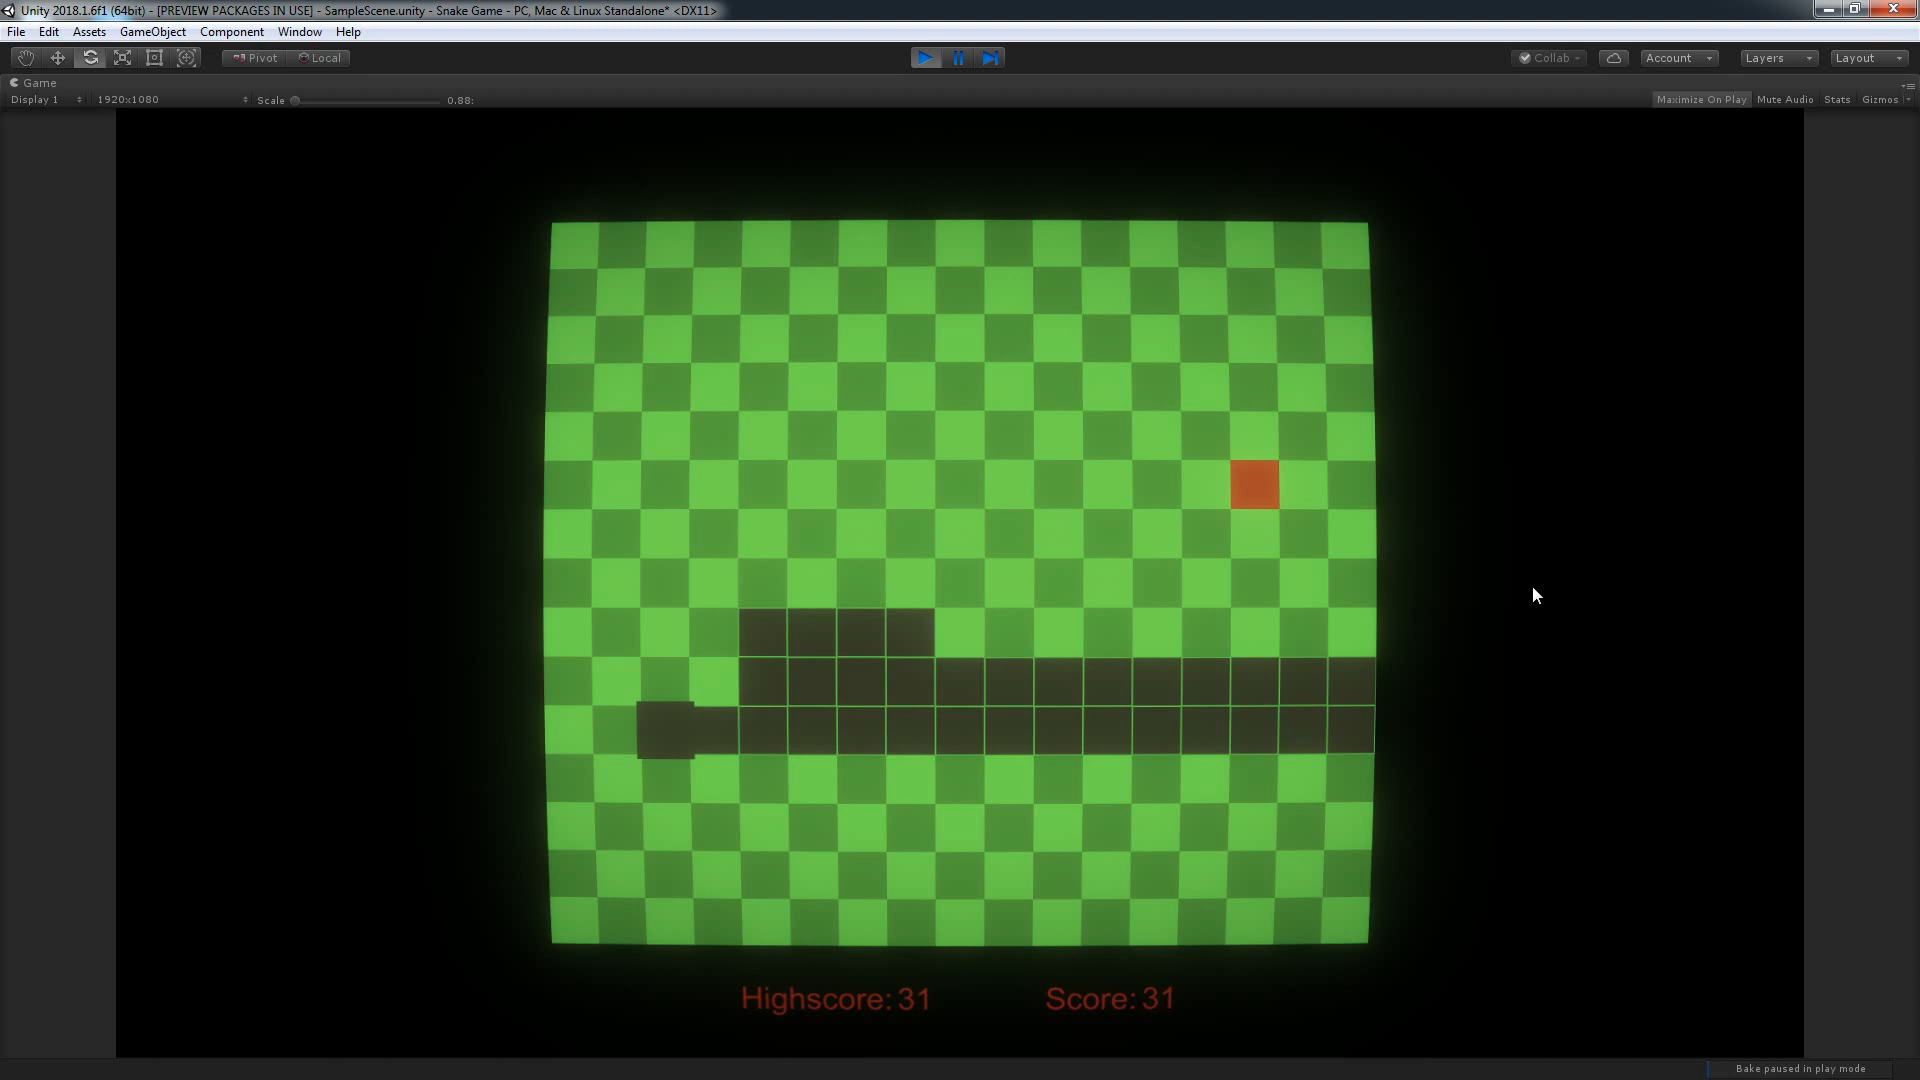 Unity 2018.1.6f1 (64bit) - [PREVIEW PACKAGES IN USE] - SampleScene.unity - Snake Game - PC, Mac & Linux Standalone* <DX11>
File Edit Assets GameObject Component Window Help
Pivot Local Collab Account Layers Layout
Game
Display 1 1920x1080 Scale 0.88: Maximize On Play Mute Audio Stats Gizmos
Highscore: 31 Score: 31
Bake paused in play mode